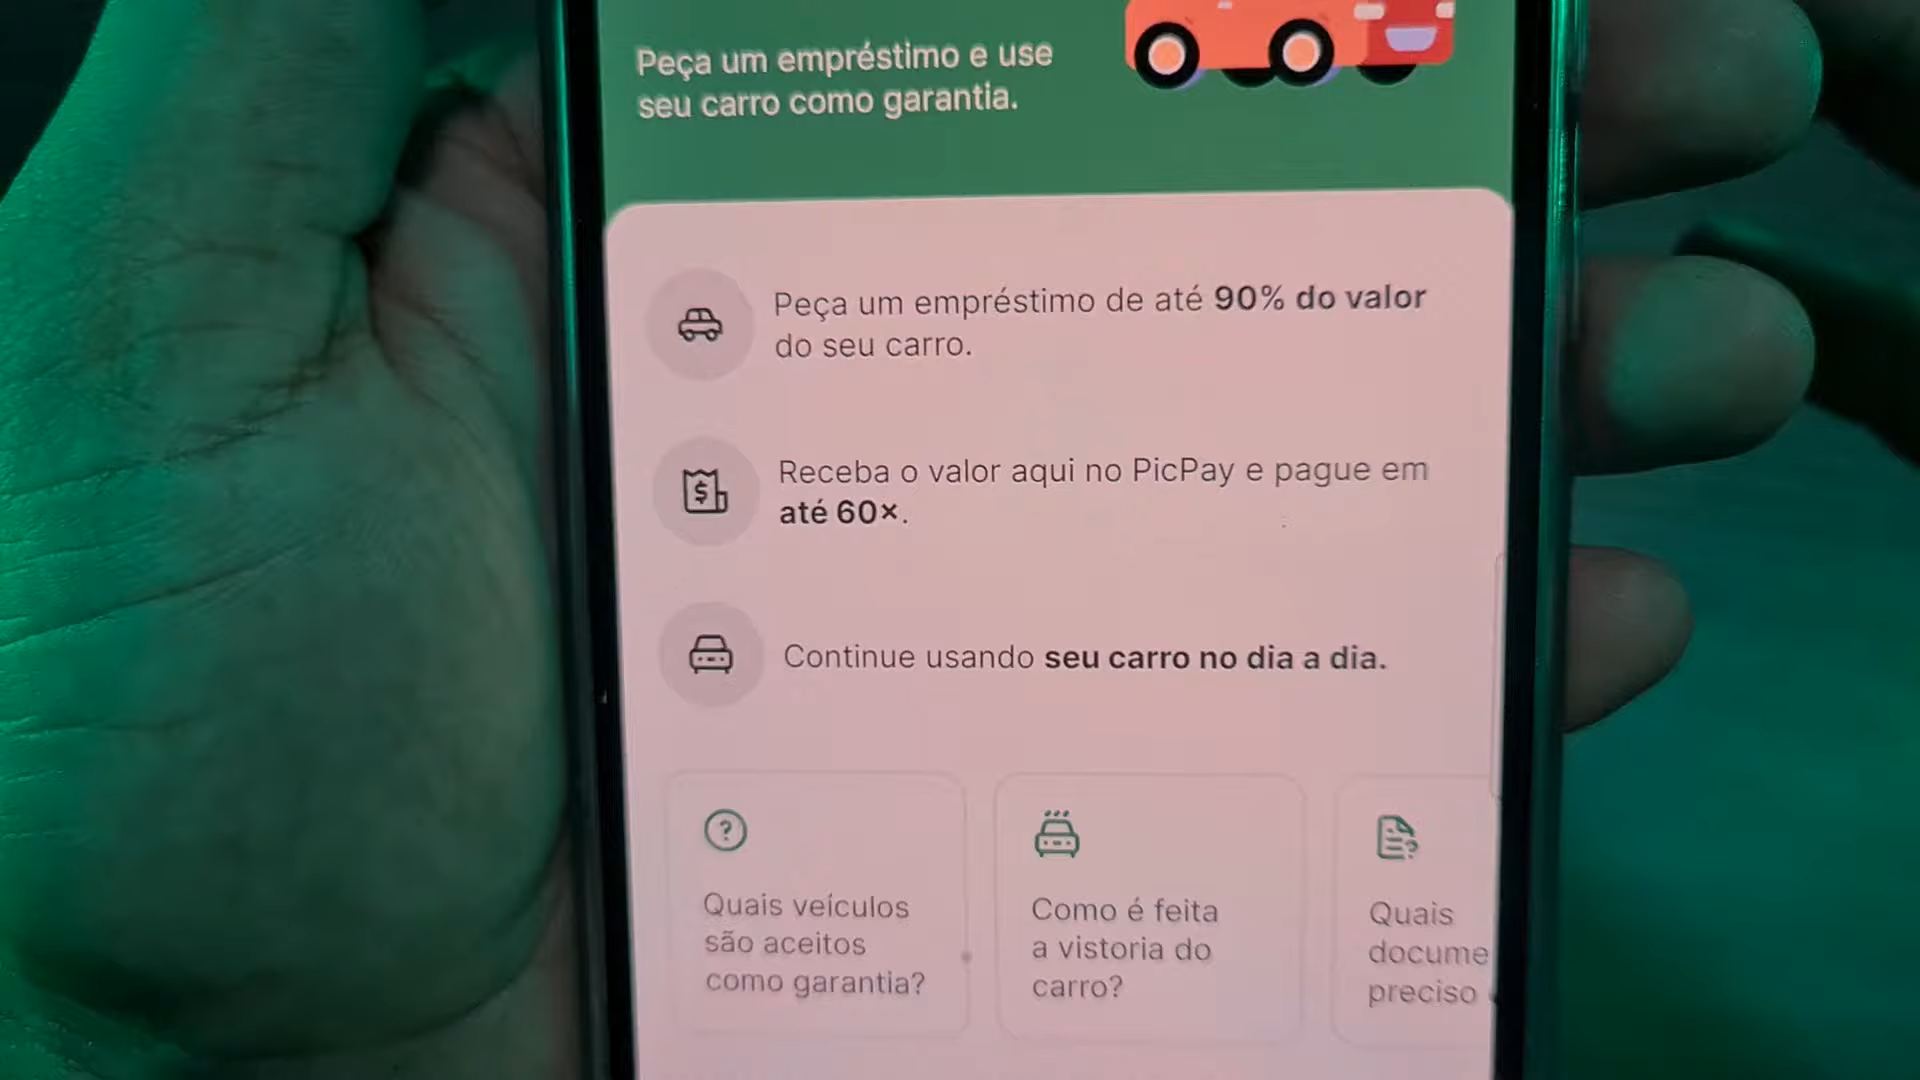 Peça um empréstimo e use
seu carro como garantia.
Peça um empréstimo de até 90% do valor
do seu carro.
Receba o valor aqui no PicPay e pague em
até 60×.
Continue usando seu carro no dia a dia.
Quais veículos
são aceitos
como garantia?
Como é feita
a vistoria do
carro?
Quais
docume
preciso